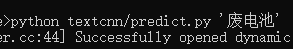 e>python textcnn/predict.py '废电池'
er.cc:44] Successfully opened dynamic